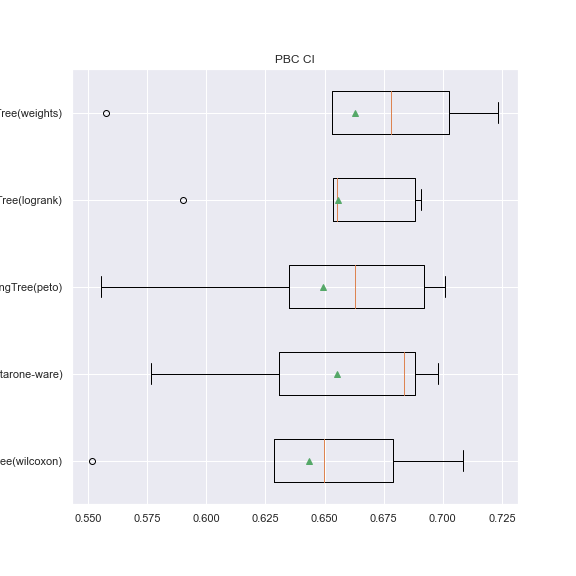 PBC CI
Tree(weights)
Tree(logrank)
ngTree(peto)
tarone-ware)
ee(wilcoxon)
0.550 0.575 0.600 0.625 0.650 0.675 0.700 0.725